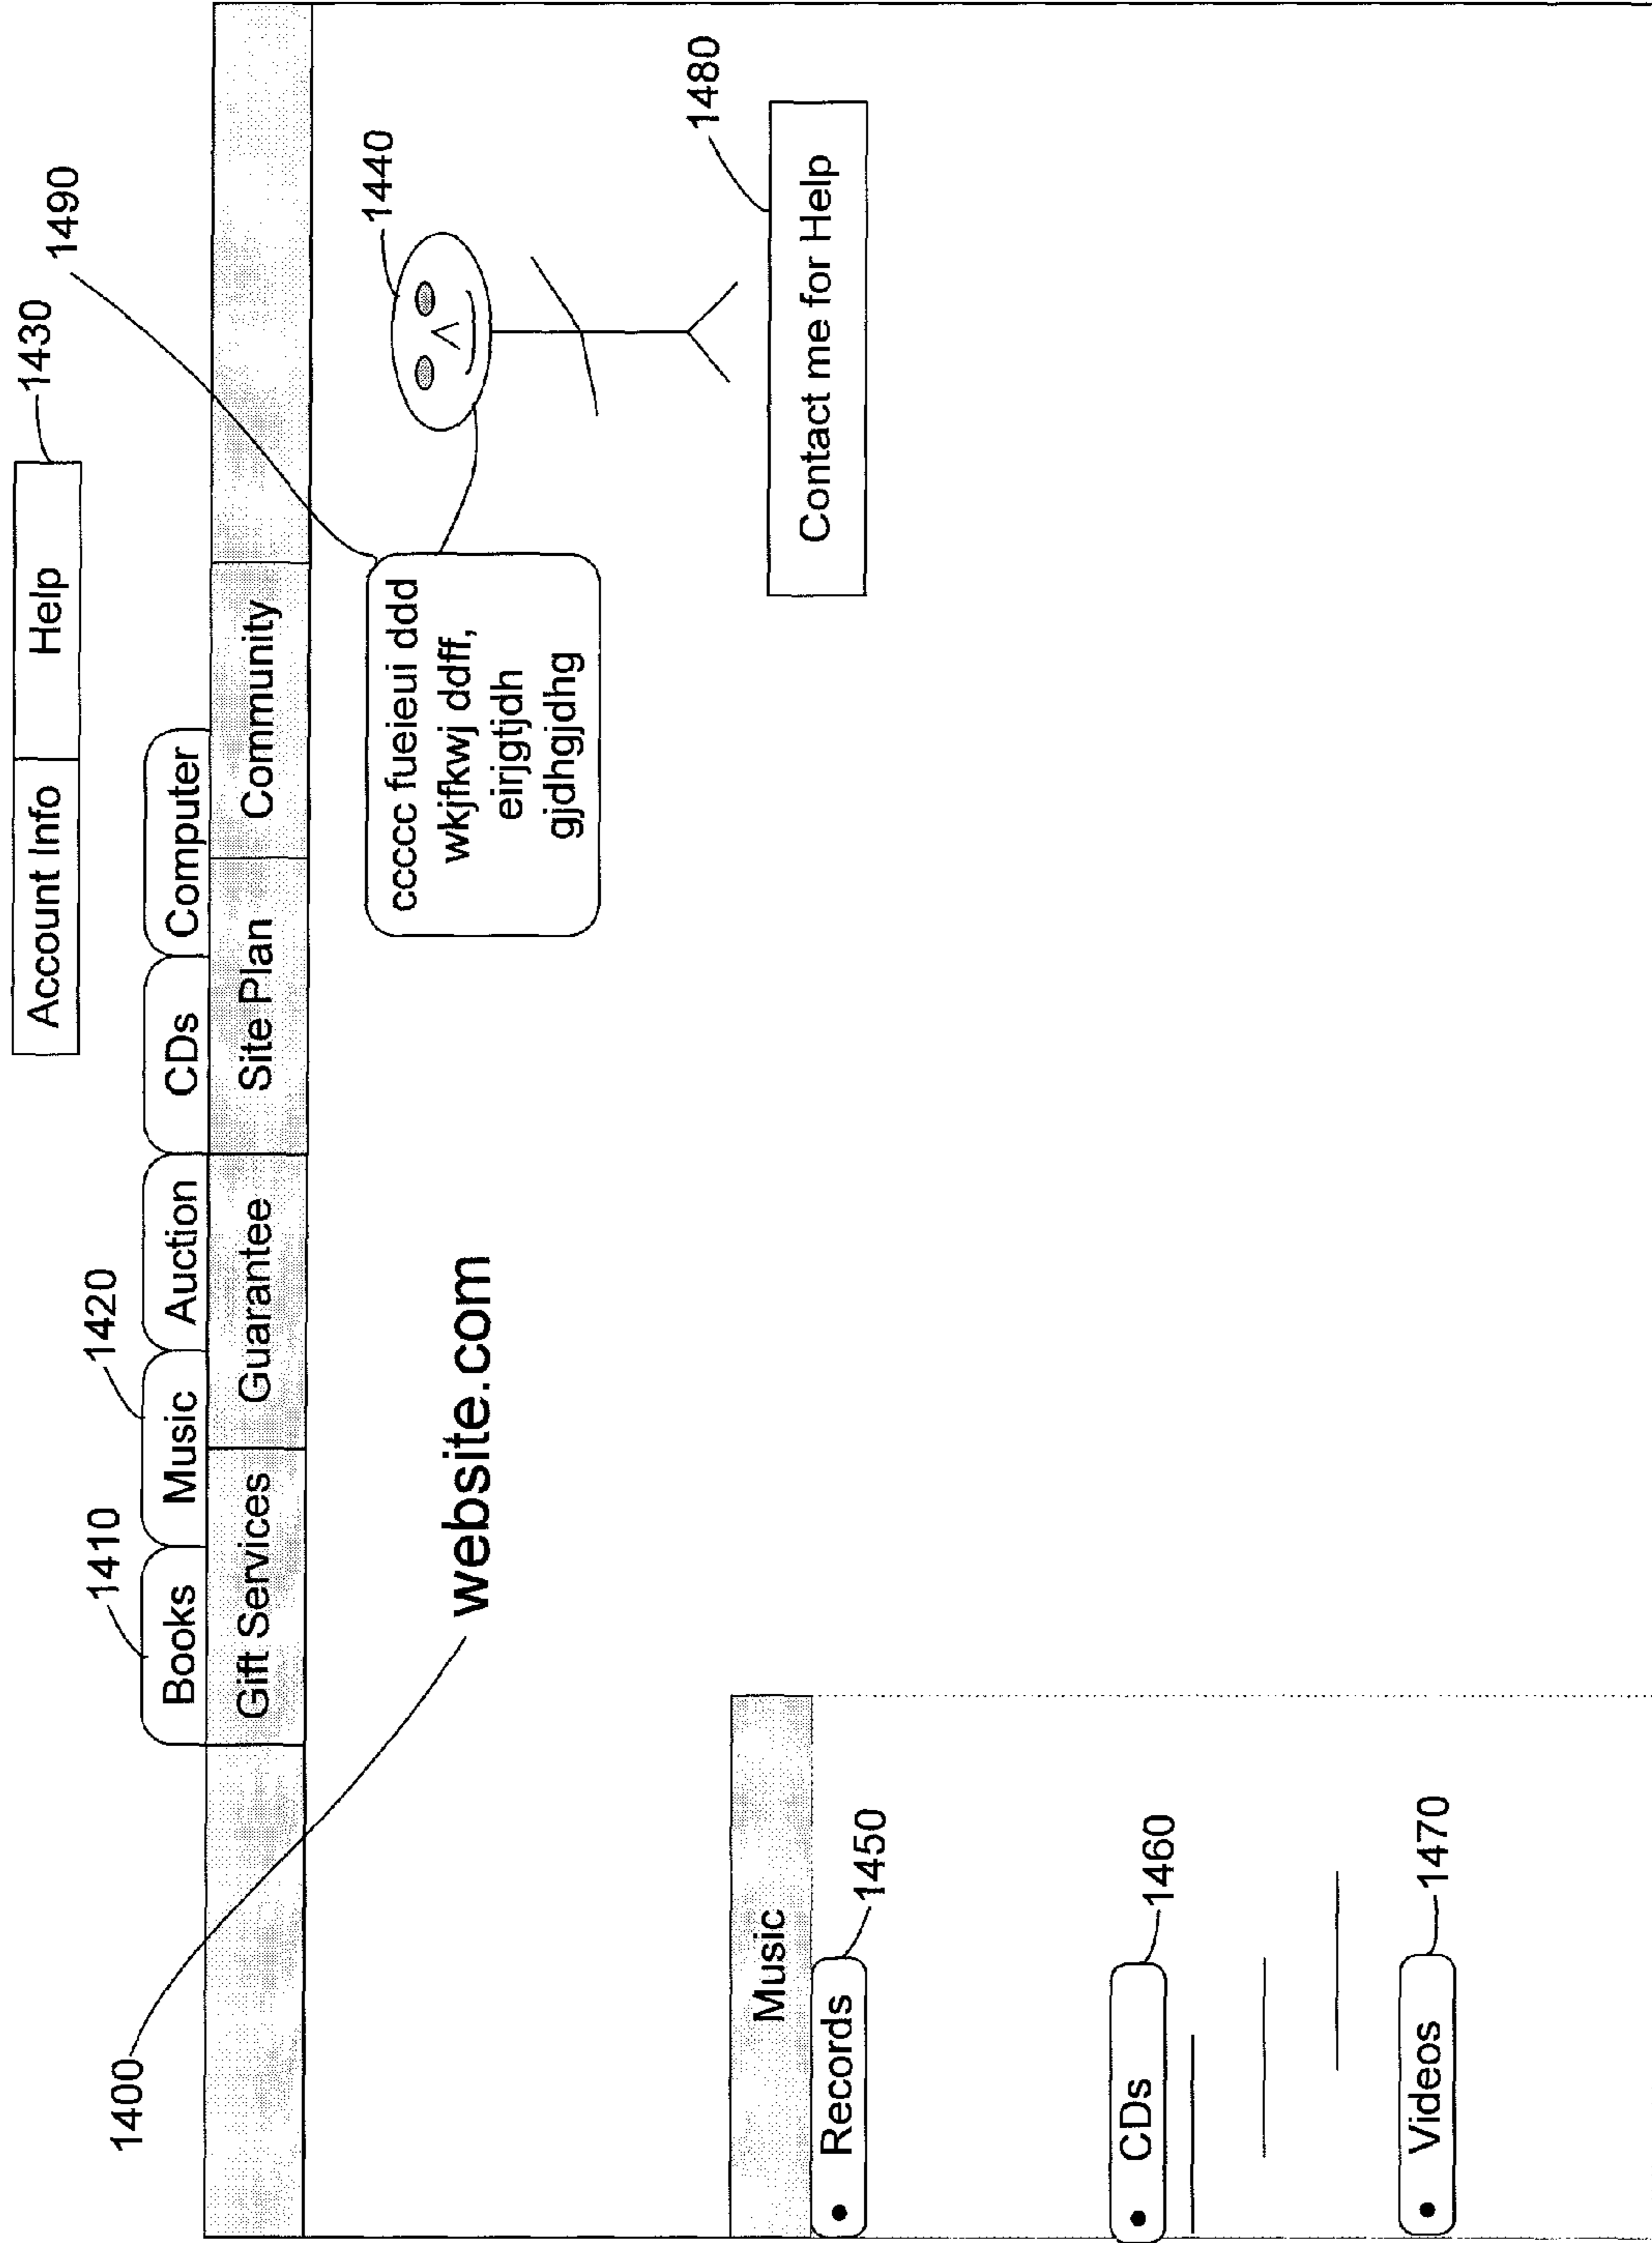 1430
Account Info Help
1490
1410
1420
Books Music Auction CDs Computer
Gift Services Guarantee Site Plan Community
1400
website.com
1440
ccccc fueieui ddd
wkjfkwj ddff,
eirjgtjdh
gjdhgjdhg
1480
Contact me for Help
Music
• Records
1450
• CDs
1460
• Videos
1470